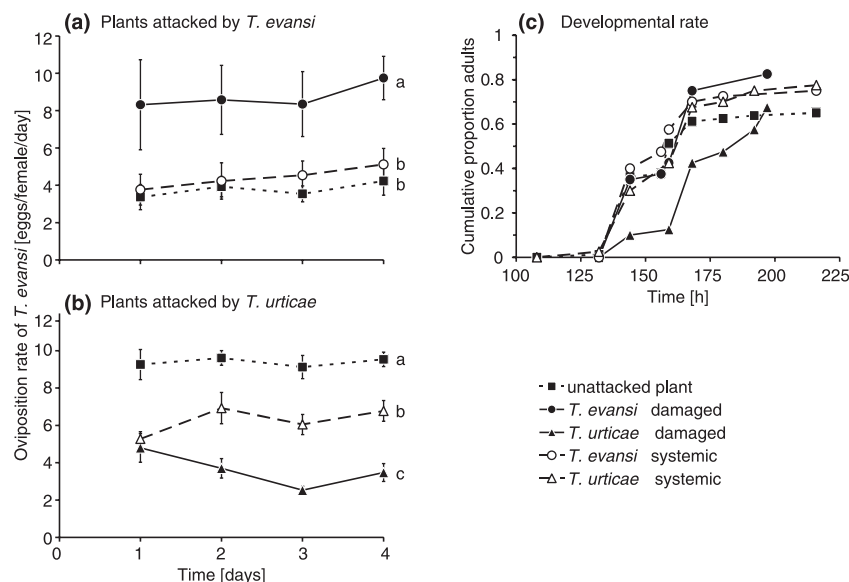 (a) Plants attacked by T. evansi
12
10
8
6
4
2
0
a
b
b
Oviposition rate of T. evansi [eggs/female/day]
(b) Plants attacked by T. urticae
12
10
8
6
4
2
0
a
b
c
0 1 2 3 4
Time [days]
(c) Developmental rate
Cumulative proportion adults
1
0.8
0.6
0.4
0.2
0
100 125 150 175 200 225
Time [h]
unattacked plant
T. evansi damaged
T. urticae damaged
T. evansi systemic
T. urticae systemic